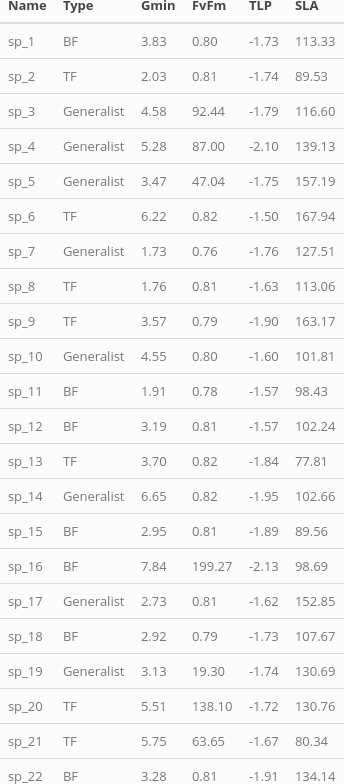 Name Type Gmin FvFm TLP SLA
sp_1 BF 3.83 0.80 -1.73 113.33
sp_2 TF 2.03 0.81 -1.74 89.53
sp_3 Generalist 4.58 92.44 -1.79 116.60
sp_4 Generalist 5.28 87.00 -2.10 139.13
sp_5 Generalist 3.47 47.04 -1.75 157.19
sp_6 TF 6.22 0.82 -1.50 167.94
sp_7 Generalist 1.73 0.76 -1.76 127.51
sp_8 TF 1.76 0.81 -1.63 113.06
sp_9 TF 3.57 0.79 -1.90 163.17
sp_10 Generalist 4.55 0.80 -1.60 101.81
sp_11 BF 1.91 0.78 -1.57 98.43
sp_12 BF 3.19 0.81 -1.57 102.24
sp_13 TF 3.70 0.82 -1.84 77.81
sp_14 Generalist 6.65 0.82 -1.95 102.66
sp_15 BF 2.95 0.81 -1.89 89.56
sp_16 BF 7.84 199.27 -2.13 98.69
sp_17 Generalist 2.73 0.81 -1.62 152.85
sp_18 BF 2.92 0.79 -1.73 107.67
sp_19 Generalist 3.13 19.30 -1.74 130.69
sp_20 TF 5.51 138.10 -1.72 130.76
sp_21 TF 5.75 63.65 -1.67 80.34
sp_22 BF 3.28 0.81 -1.91 134.14